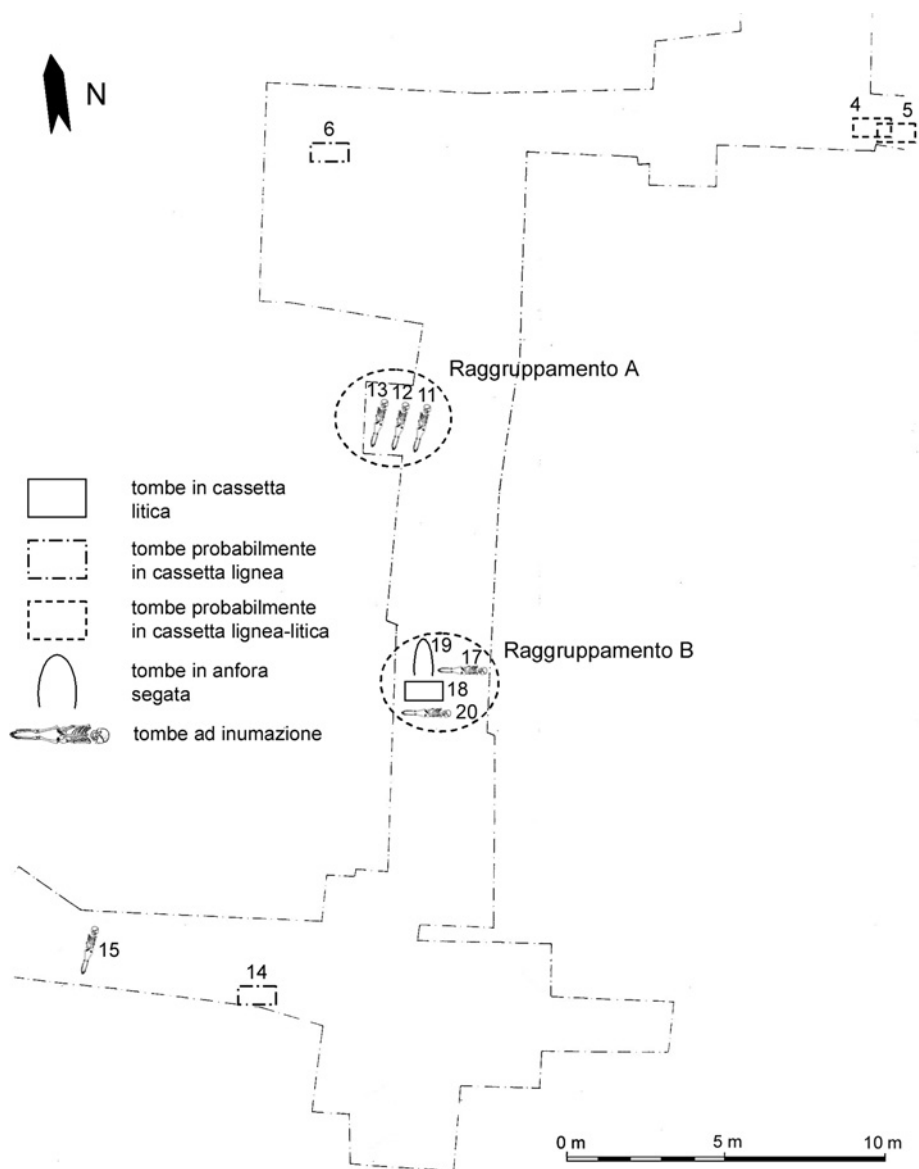 N
4 5
6
Raggruppamento A
13 12 11
tombe in cassetta
litica
tombe probabilmente
in cassetta lignea
tombe probabilmente
in cassetta lignea-litica
tombe in anfora
segata
tombe ad inumazione
Raggruppamento B
19
17
18
20
15
14
0 m 5 m 10 m